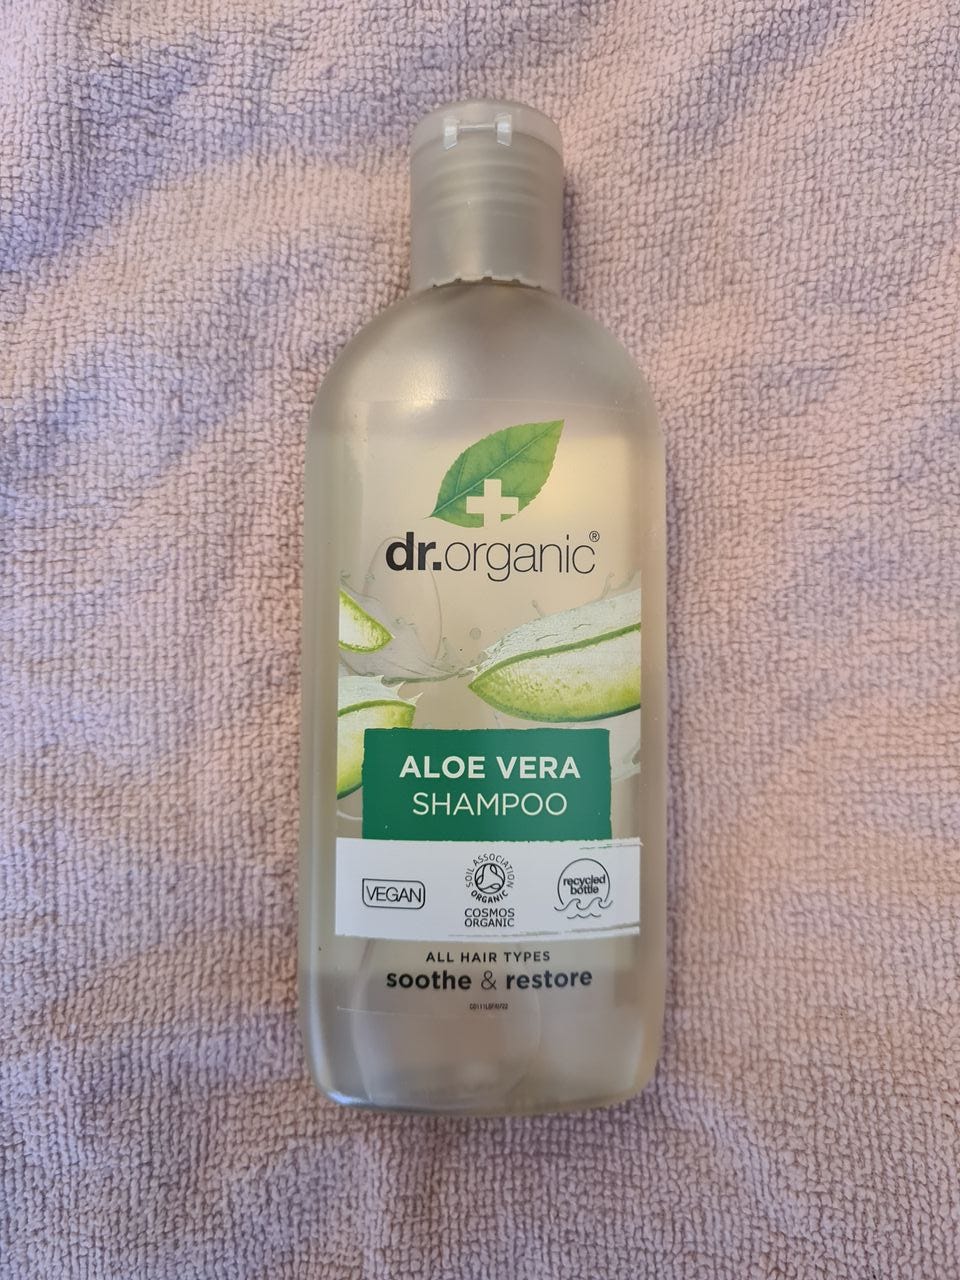 dr.organic®
ALOE VERA
SHAMPOO
VEGAN
SOIL ASSOCIATION
ORGANIC
COSMOS
ORGANIC
recycled
bottle
ALL HAIR TYPES
soothe & restore